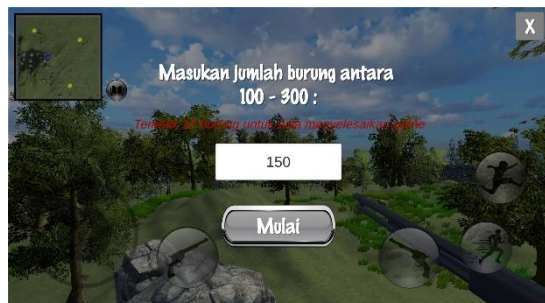 X
Masukan jumlah burung antara
100 - 300 :
Tembak burung untuk bisa menyelesaikan game
150
Mulai